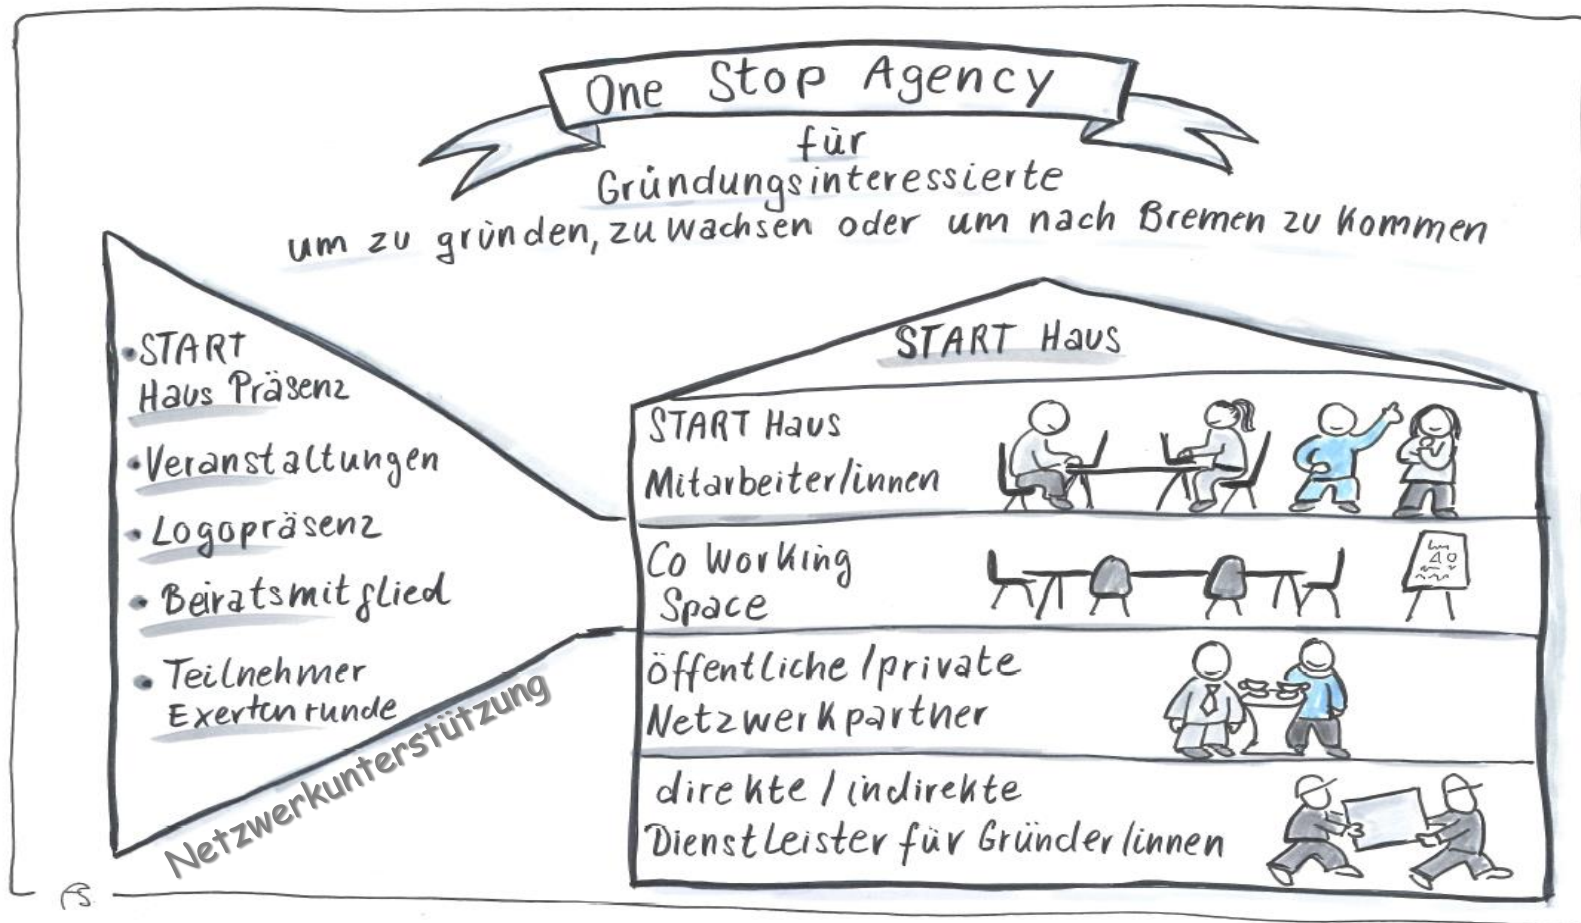 One Stop Agency
für
Gründungsinteressierte
um zu gründen, zu wachsen oder um nach Bremen zu kommen
• START
Haus Präsenz
• Veranstaltungen
• Logopräsenz
• Beiratsmitglied
• Teilnehmer
Exertenrunde
Netzwerkunterstützung
START Haus
START Haus
Mitarbeiter/innen
Co Working
Space
öffentliche/private
Netzwerkpartner
direkte/indirekte
Dienstleister für Gründer/innen